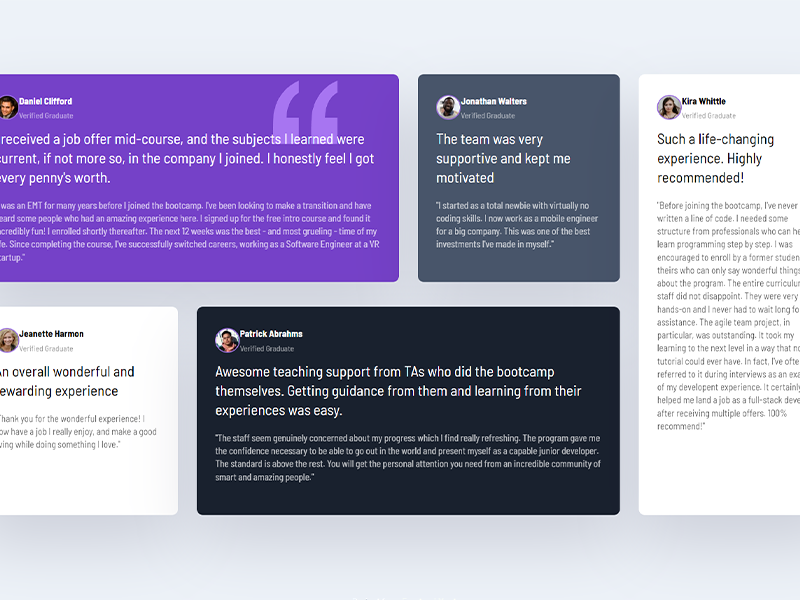 Daniel Clifford
Verified Graduate
received a job offer mid-course, and the subjects I learned were
current, if not more so, in the company I joined. I honestly feel I got
every penny's worth.
was an EMT for many years before I joined the bootcamp. I've been looking to make a transition and have
heard some people who had an amazing experience here. I signed up for the free intro course and found it
incredibly fun! I enrolled shortly thereafter. The next 12 weeks was the best - and most grueling - time of my
life. Since completing the course, I've successfully switched careers, working as a Software Engineer at a VR
startup."
Jonathan Walters
Verified Graduate
The team was very
supportive and kept me
motivated
"I started as a total newbie with virtually no
coding skills. I now work as a mobile engineer
for a big company. This was one of the best
investments I've made in myself."
Kira Whittle
Verified Graduate
Such a life-changing
experience. Highly
recommended!
"Before joining the bootcamp, I've never
written a line of code. I needed some
structure from professionals who can he
learn programming step by step. I was
encouraged to enroll by a former studen
theirs who can only say wonderful things
about the program. The entire curriculum
staff did not disappoint. They were very
hands-on and I never had to wait long fo
assistance. The agile team project, in
particular, was outstanding. It took my
learning to the next level in a way that no
tutorial could ever have. In fact, I've ofte
referred to it during interviews as an exa
of my developent experience. It certainly
helped me land a job as a full-stack deve
after receiving multiple offers. 100%
recommend!"
Jeanette Harmon
Verified Graduate
An overall wonderful and
rewarding experience
Thank you for the wonderful experience! I
now have a job I really enjoy, and make a good
living while doing something I love."
Patrick Abrahms
Verified Graduate
Awesome teaching support from TAs who did the bootcamp
themselves. Getting guidance from them and learning from their
experiences was easy.
"The staff seem genuinely concerned about my progress which I find really refreshing. The program gave me
the confidence necessary to be able to go out in the world and present myself as a capable junior developer.
The standard is above the rest. You will get the personal attention you need from an incredible community of
smart and amazing people."